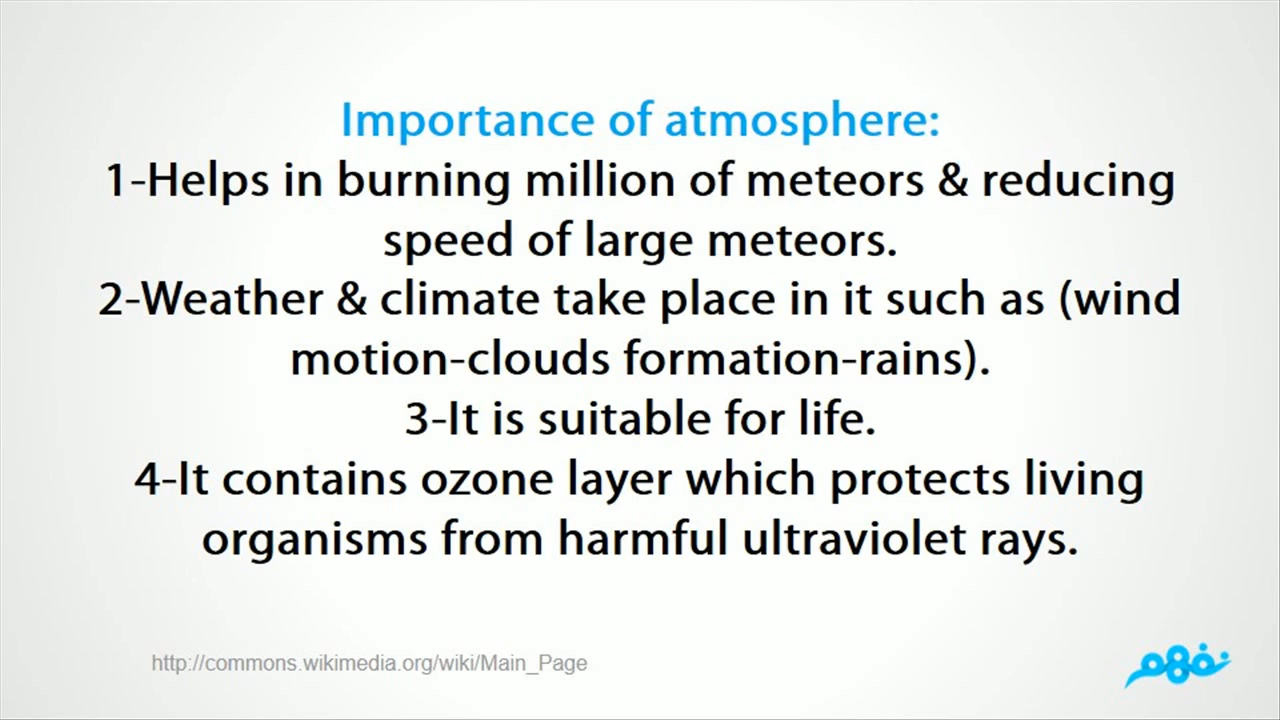 Importance of atmosphere:
1-Helps in burning million of meteors & reducing
speed of large meteors.
2-Weather & climate take place in it such as (wind
motion-clouds formation-rains).
3-It is suitable for life.
4-It contains ozone layer which protects living
organisms from harmful ultraviolet rays.
http://commons.wikimedia.org/wiki/Main_Page
نفهم